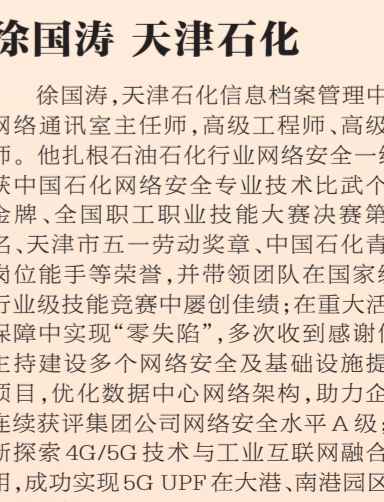 徐国涛 天津石化
徐国涛,天津石化信息档案管理中
网络通讯室主任师,高级工程师、高级
师。他扎根石油石化行业网络安全一线
获中国石化网络安全专业技术比武个
金牌、全国职工职业技能大赛决赛第
名、天津市五一劳动奖章、中国石化青
岗位能手等荣誉,并带领团队在国家级
行业级技能竞赛中屡创佳绩;在重大活
保障中实现“零失陷”,多次收到感谢信
主持建设多个网络安全及基础设施提
项目,优化数据中心网络架构,助力企
连续获评集团公司网络安全水平A级;
新探索4G/5G技术与工业互联网融合
用,成功实现5G UPF在大港、南港园区